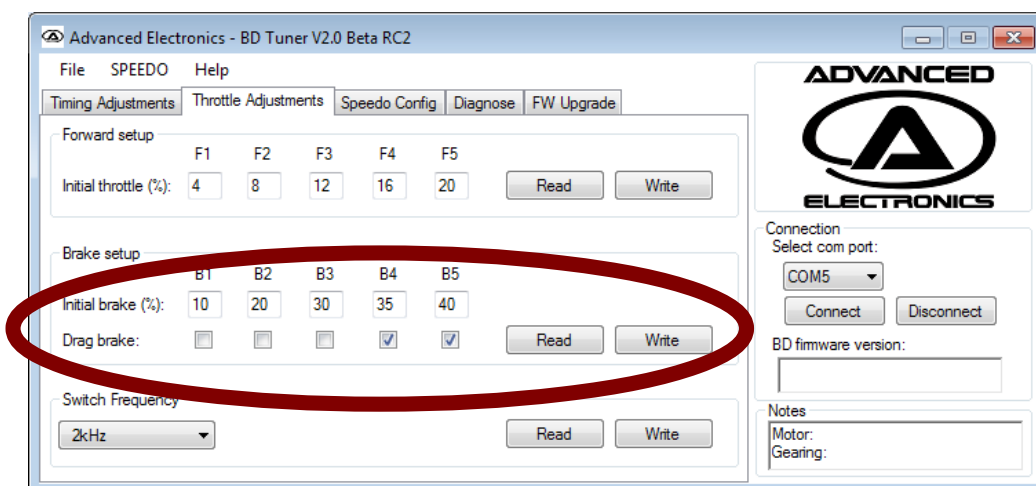 Advanced Electronics - BD Tuner V2.0 Beta RC2
File SPEEDO Help
Timing Adjustments Throttle Adjustments Speedo Config Diagnose FW Upgrade
Forward setup
F1 F2 F3 F4 F5
Initial throttle (%): 4 8 12 16 20 Read Write
Brake setup
B1 B2 B3 B4 B5
Initial brake (%): 10 20 30 35 40
Drag brake: Read Write
Switch Frequency
2kHz Read Write
ADVANCED
A
ELECTRONICS
Connection
Select com port:
COM5
Connect Disconnect
BD firmware version:
Notes
Motor:
Gearing: